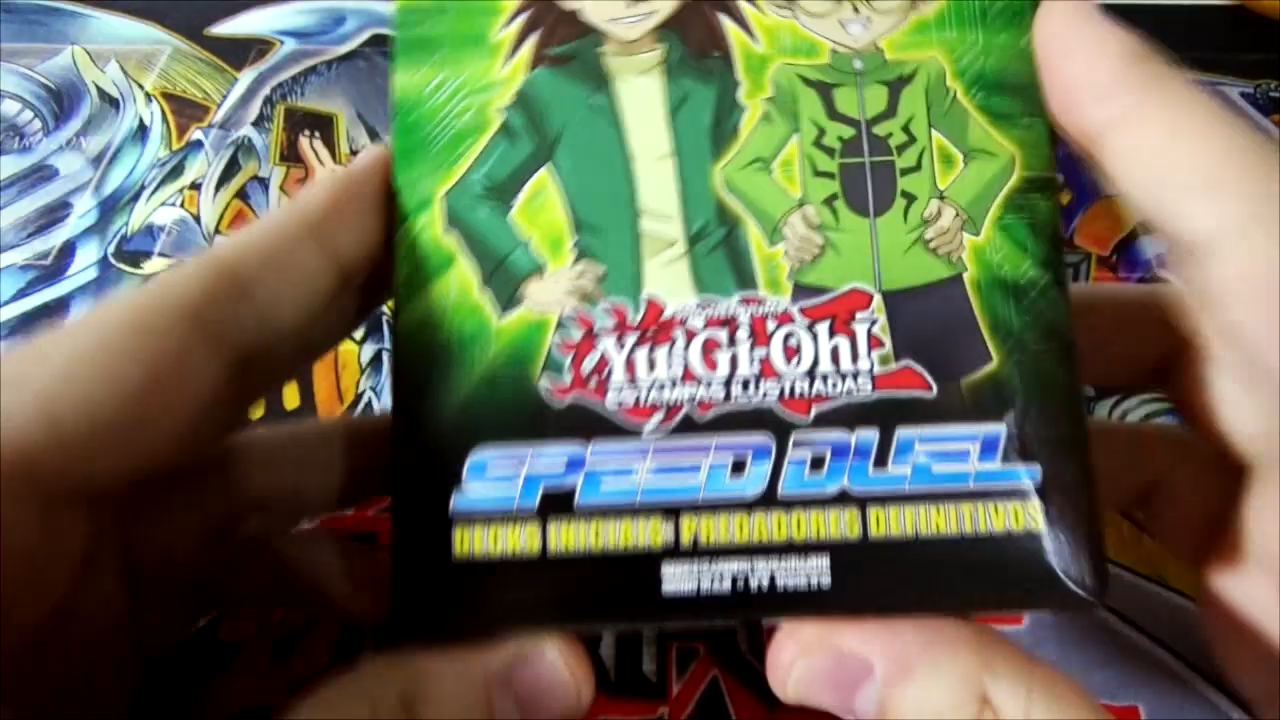 Yu-Gi-Oh!
ESTAMPAS ILUSTRADAS
SPEED DUEL
DECKS INICIAIS: PREDADORES DEFINITIVOS